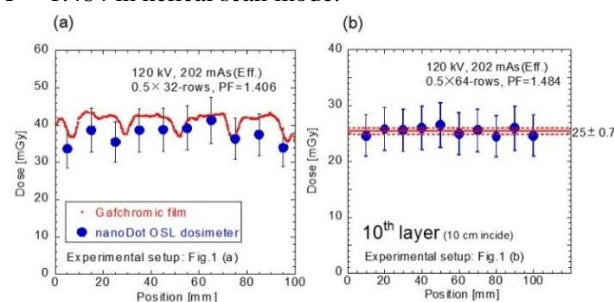 P = 1.484 in helical scan mode.
(a)
(b)
120 kV, 202 mAs(Eff.)
0.5×32-rows, PF=1.406
Dose [mGy]
60
50
40
30
20
10
0
Gafchromic film
nanoDot OSL dosimeter
Experimental setup: Fig.1 (a)
0 20 40 60 80 100
Position [mm]
120 kV, 202 mAs(Eff.)
0.5×64-rows, PF=1.484
Dose [mGy]
40
30
20
10
0
25±0.7
10th layer (10 cm incide)
Experimental setup: Fig.1 (b)
0 20 40 60 80 100
Position [mm]